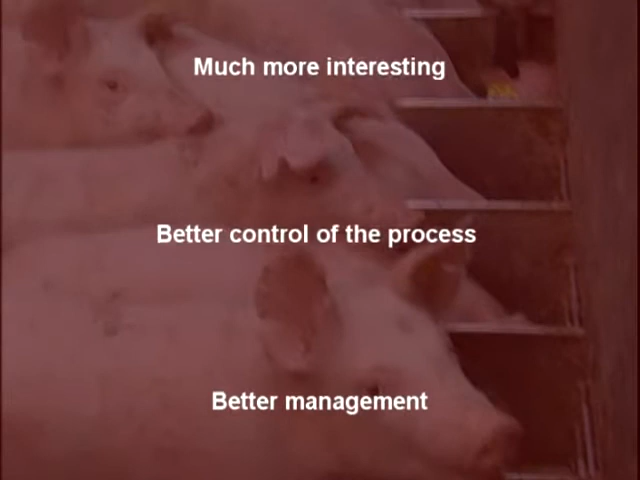 Much more interesting
Better control of the process
Better management